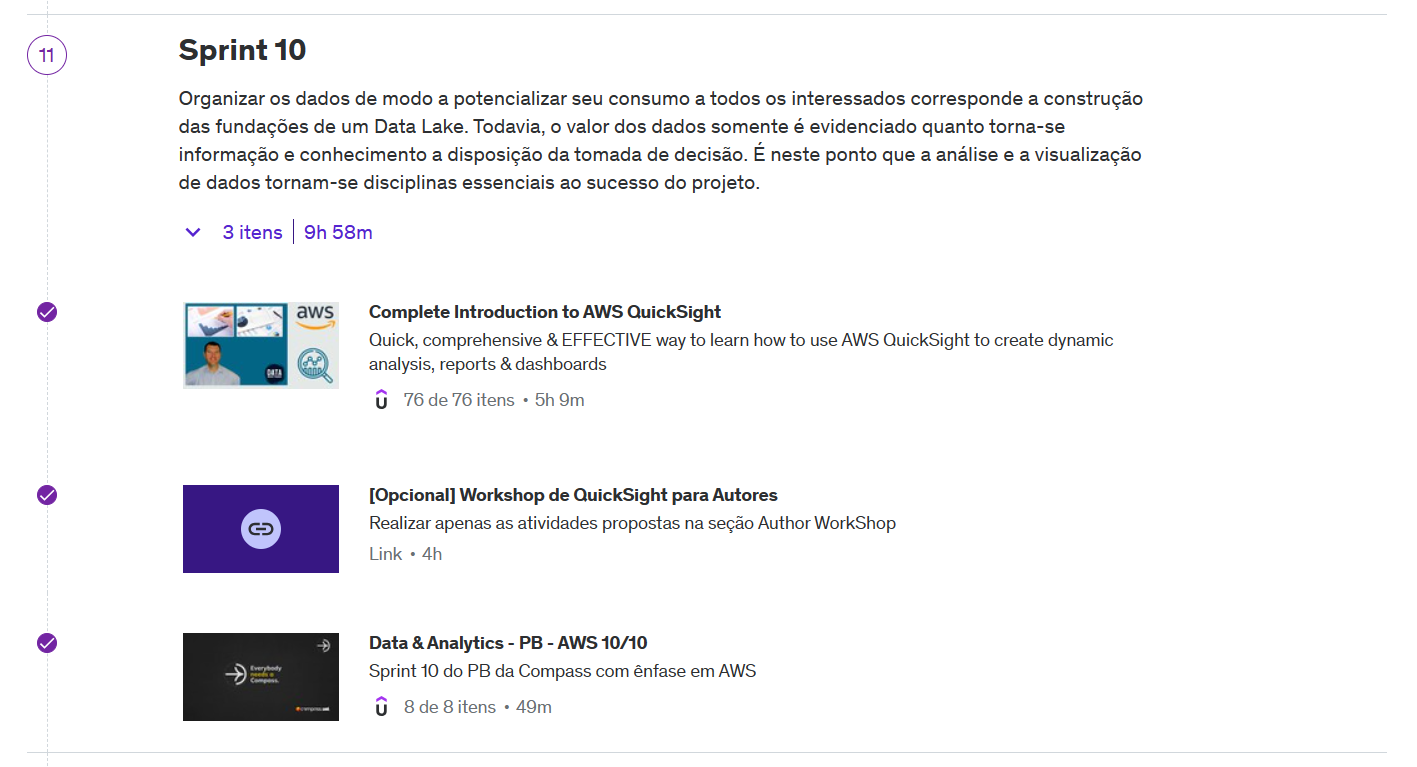 11
Sprint 10
Organizar os dados de modo a potencializar seu consumo a todos os interessados corresponde a construção
das fundações de um Data Lake. Todavia, o valor dos dados somente é evidenciado quanto torna-se
informação e conhecimento a disposição da tomada de decisão. É neste ponto que a análise e a visualização
de dados tornam-se disciplinas essenciais ao sucesso do projeto.
3 itens | 9h 58m
aws
DATA
Complete Introduction to AWS QuickSight
Quick, comprehensive & EFFECTIVE way to learn how to use AWS QuickSight to create dynamic
analysis, reports & dashboards
76 de 76 itens • 5h 9m
[Opcional] Workshop de QuickSight para Autores
Realizar apenas as atividades propostas na seção Author WorkShop
Link • 4h
Everybody
needs a
Compass.
Data & Analytics - PB - AWS 10/10
Sprint 10 do PB da Compass com ênfase em AWS
8 de 8 itens • 49m